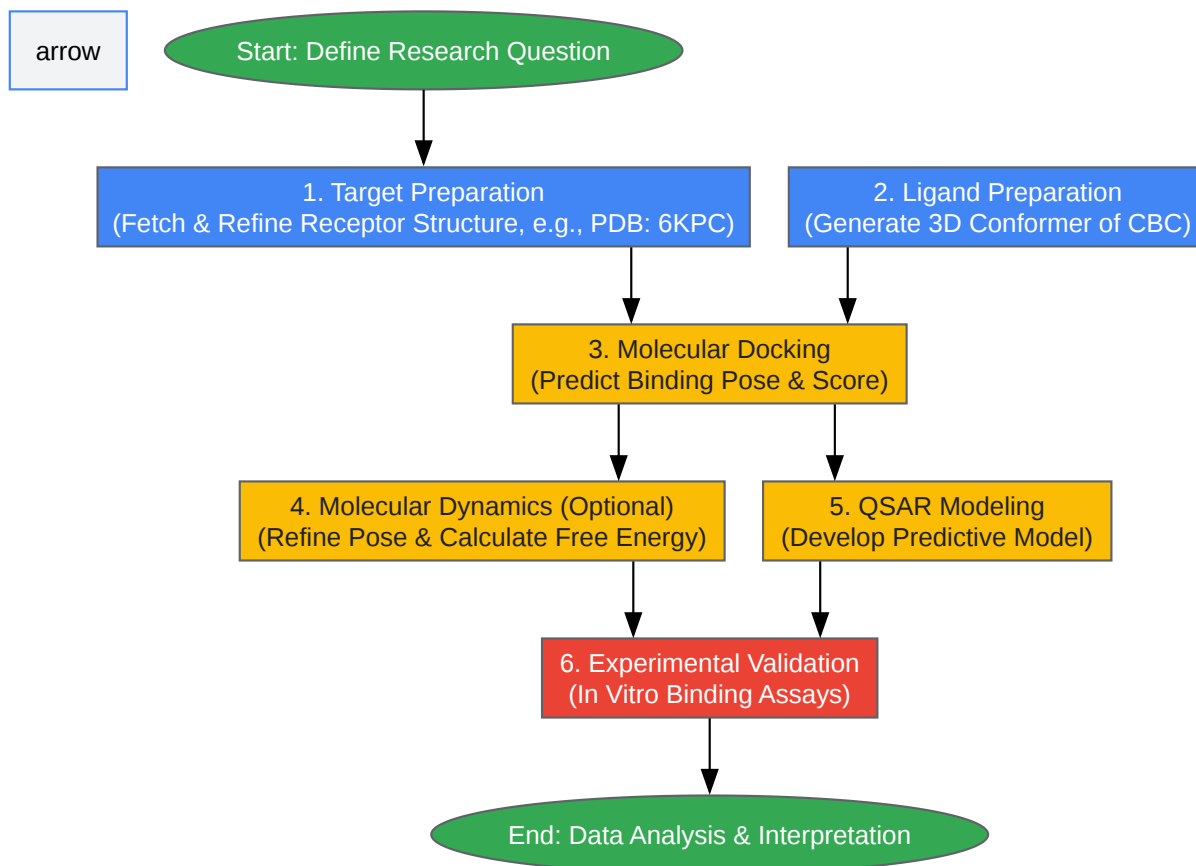 arrow
Start: Define Research Question
1. Target Preparation
(Fetch & Refine Receptor Structure, e.g., PDB: 6KPC)
2. Ligand Preparation
(Generate 3D Conformer of CBC)
3. Molecular Docking
(Predict Binding Pose & Score)
4. Molecular Dynamics (Optional)
(Refine Pose & Calculate Free Energy)
5. QSAR Modeling
(Develop Predictive Model)
6. Experimental Validation
(In Vitro Binding Assays)
End: Data Analysis & Interpretation